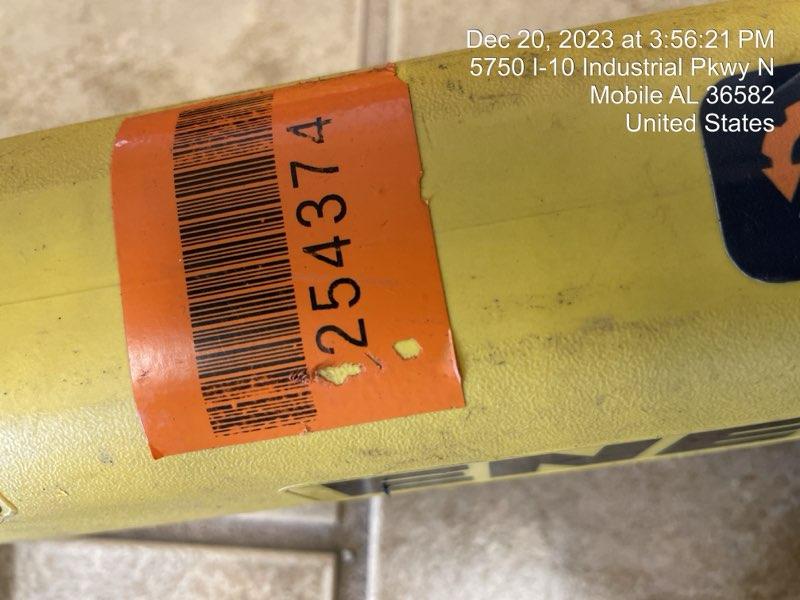 Dec 20, 2023 at 3:56:21 PM
5750 I-10 Industrial Pkwy N
Mobile AL 36582
United States
254374